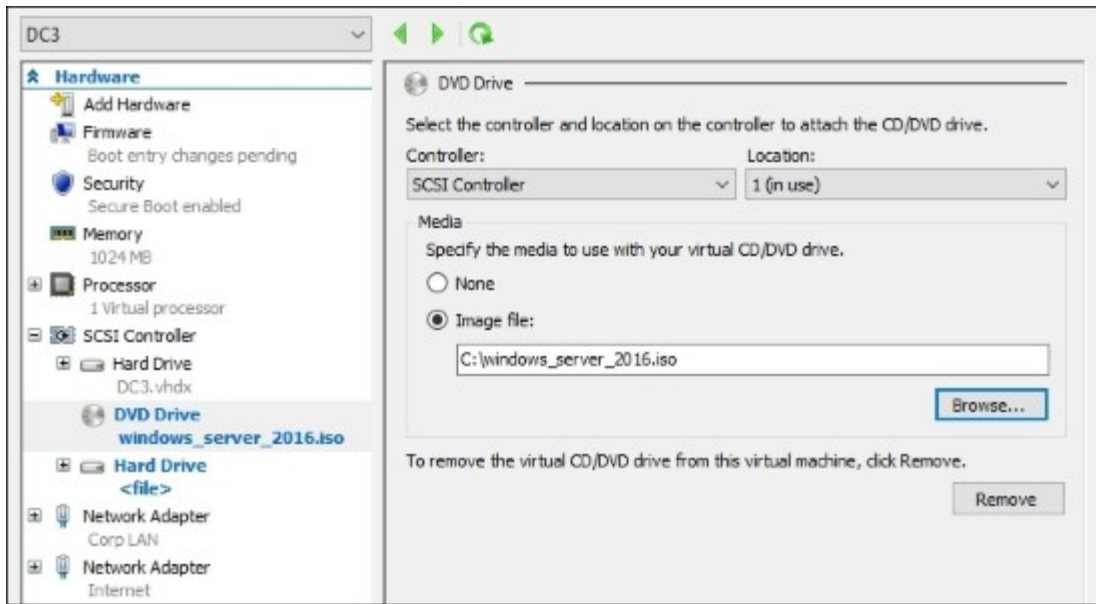 DC3
Hardware
Add Hardware
Firmware
Boot entry changes pending
Security
Secure Boot enabled
Memory
1024 MB
Processor
1 Virtual processor
SCSI Controller
Hard Drive
DC3.vhdx
DVD Drive
windows_server_2016.iso
Hard Drive
<file>
Network Adapter
Corp LAN
Network Adapter
Internet
DVD Drive
Select the controller and location on the controller to attach the CD/DVD drive.
Controller: Location:
SCSI Controller 1 (in use)
Media
Specify the media to use with your virtual CD/DVD drive.
None
Image file:
C:\windows_server_2016.iso
Browse...
To remove the virtual CD/DVD drive from this virtual machine, click Remove.
Remove